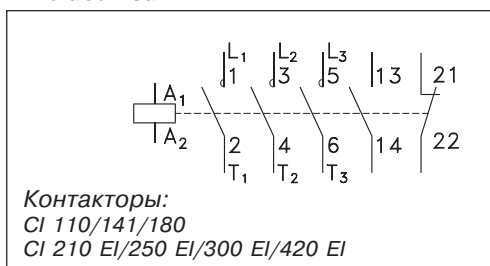 L1 L2 L3
A1 1 3 5 13 21
A2 2 4 6 14 22
T1 T2 T3
Контакторы:
CI 110/141/180
CI 210 EI/250 EI/300 EI/420 EI